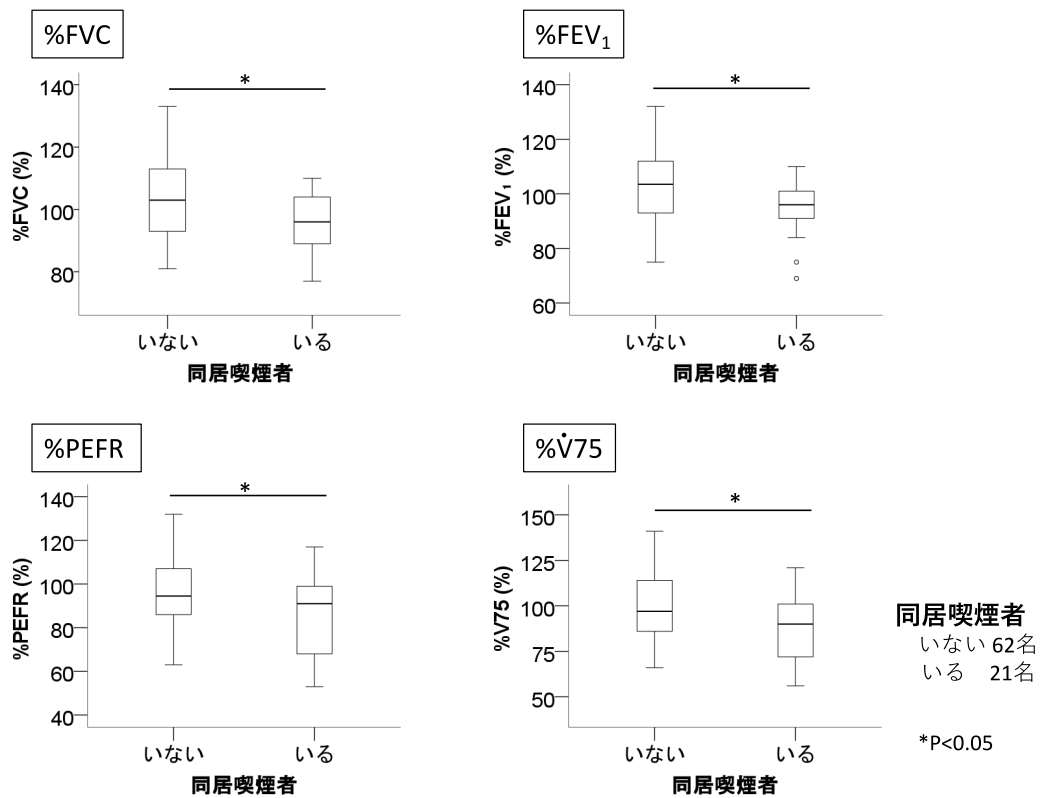 %FVC
*
140
120
100
80
%FVC (%)
いない
いる
同居喫煙者
%FEV₁
*
140
120
100
80
60
%FEV₁ (%)
いない
いる
同居喫煙者
%PEFR
*
140
120
100
80
60
40
%PEFR (%)
いない
いる
同居喫煙者
%V̇75
*
150
125
100
75
50
%V75 (%)
いない
いる
同居喫煙者
同居喫煙者
いない 62名
いる 21名
*P<0.05